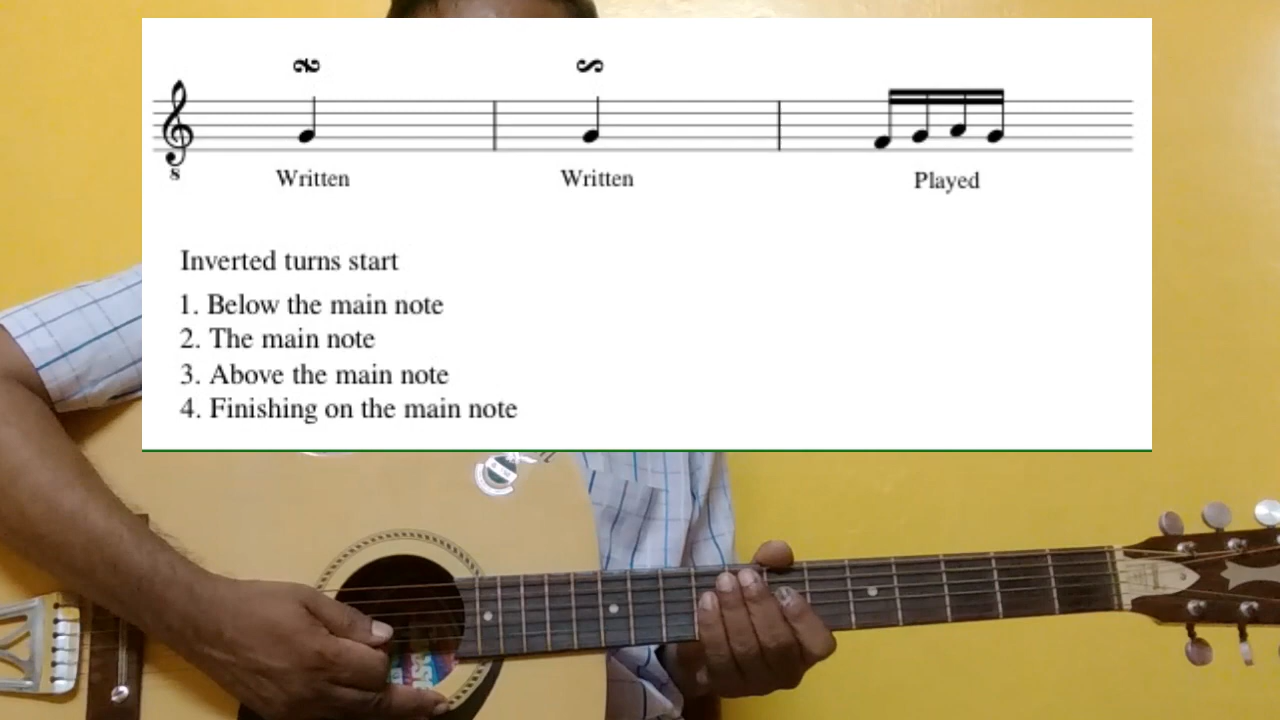 Written Written Played
Inverted turns start
1. Below the main note
2. The main note
3. Above the main note
4. Finishing on the main note
8